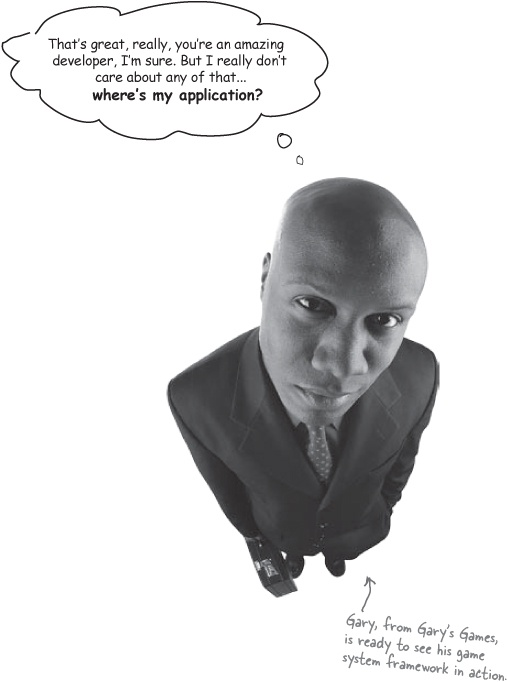 That's great, really, you're an amazing
developer, I'm sure. But I really don't
care about any of that...
where's my application?
Gary, from Gary's Games,
is ready to see his game
system framework in action.